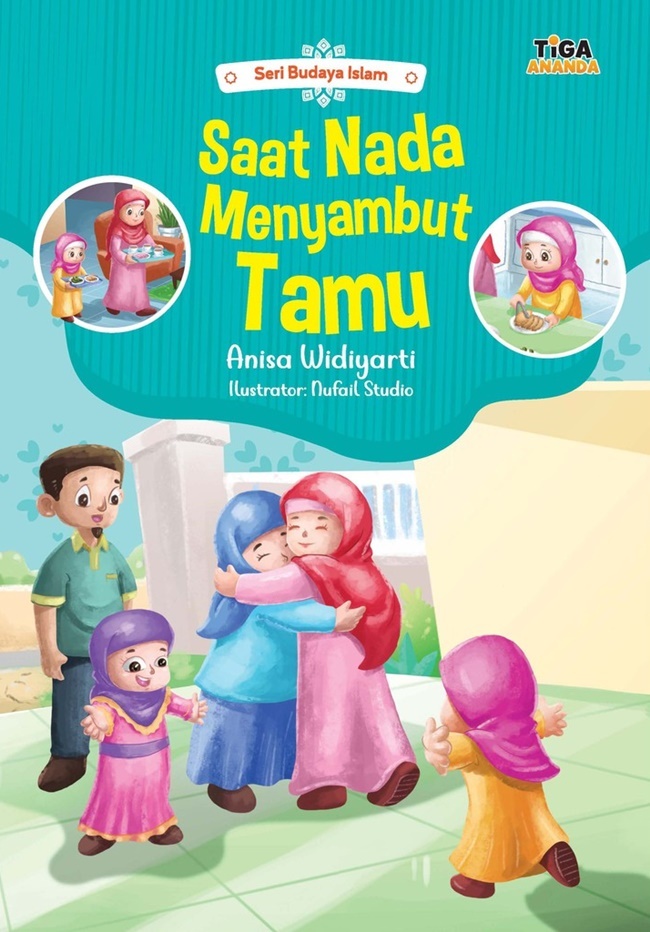 Seri Budaya Islam
TiGA
ANANDA
Saat Nada
Menyambut
Tamu
Anisa Widiyarti
Ilustrator: Nufail Studio